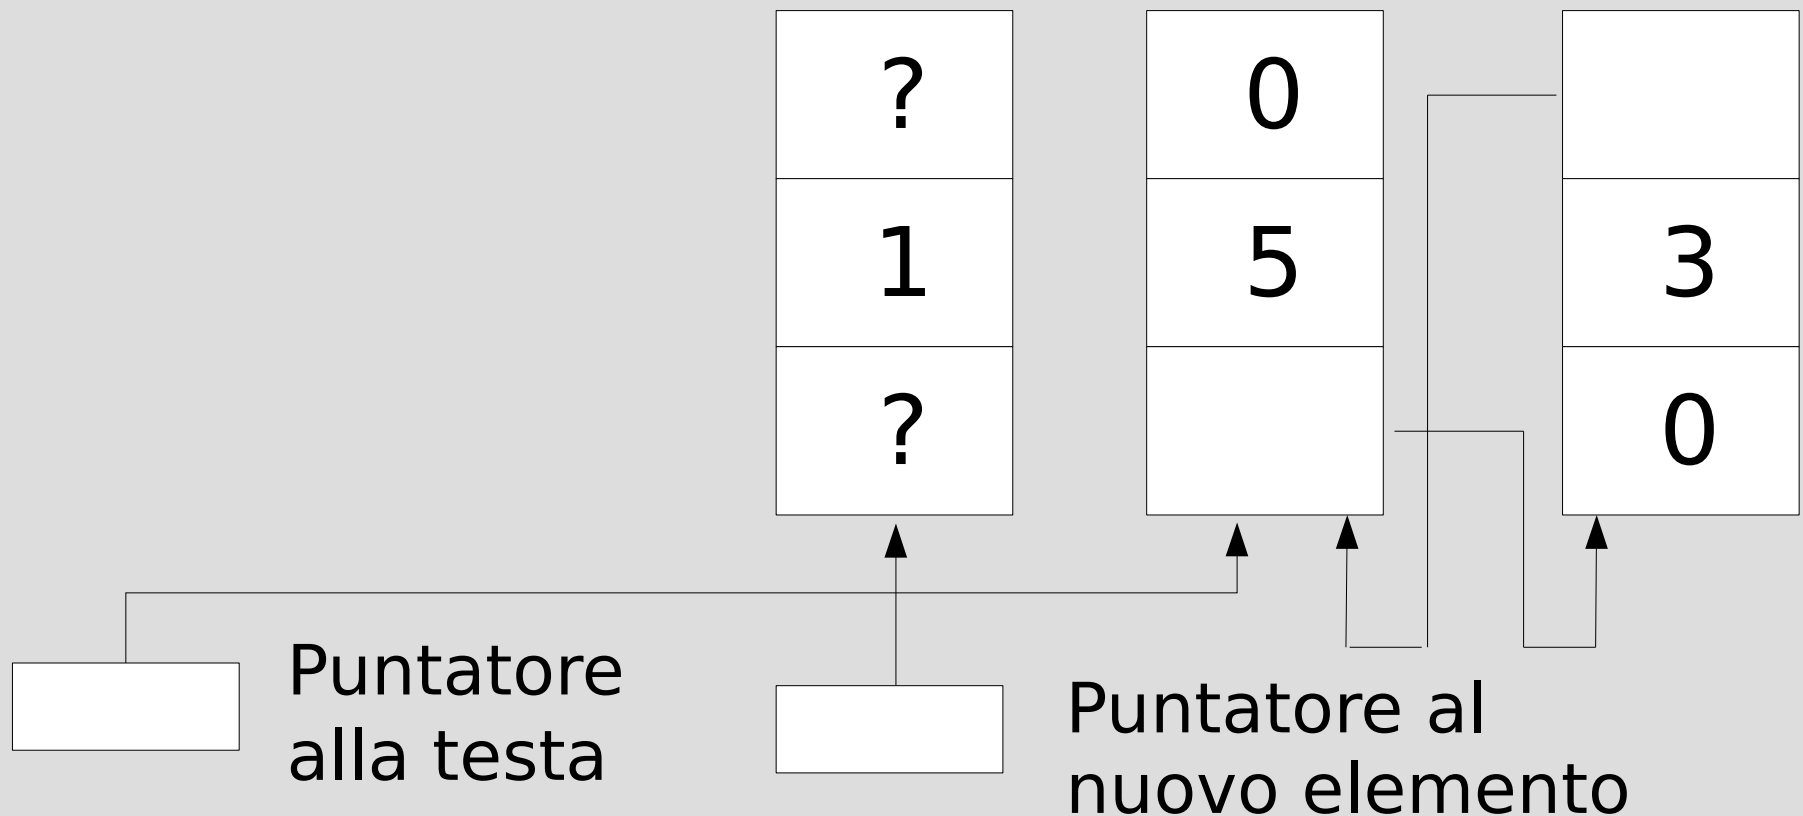 ? 0
1 5 3
? 0
Puntatore
alla testa
Puntatore al
nuovo elemento